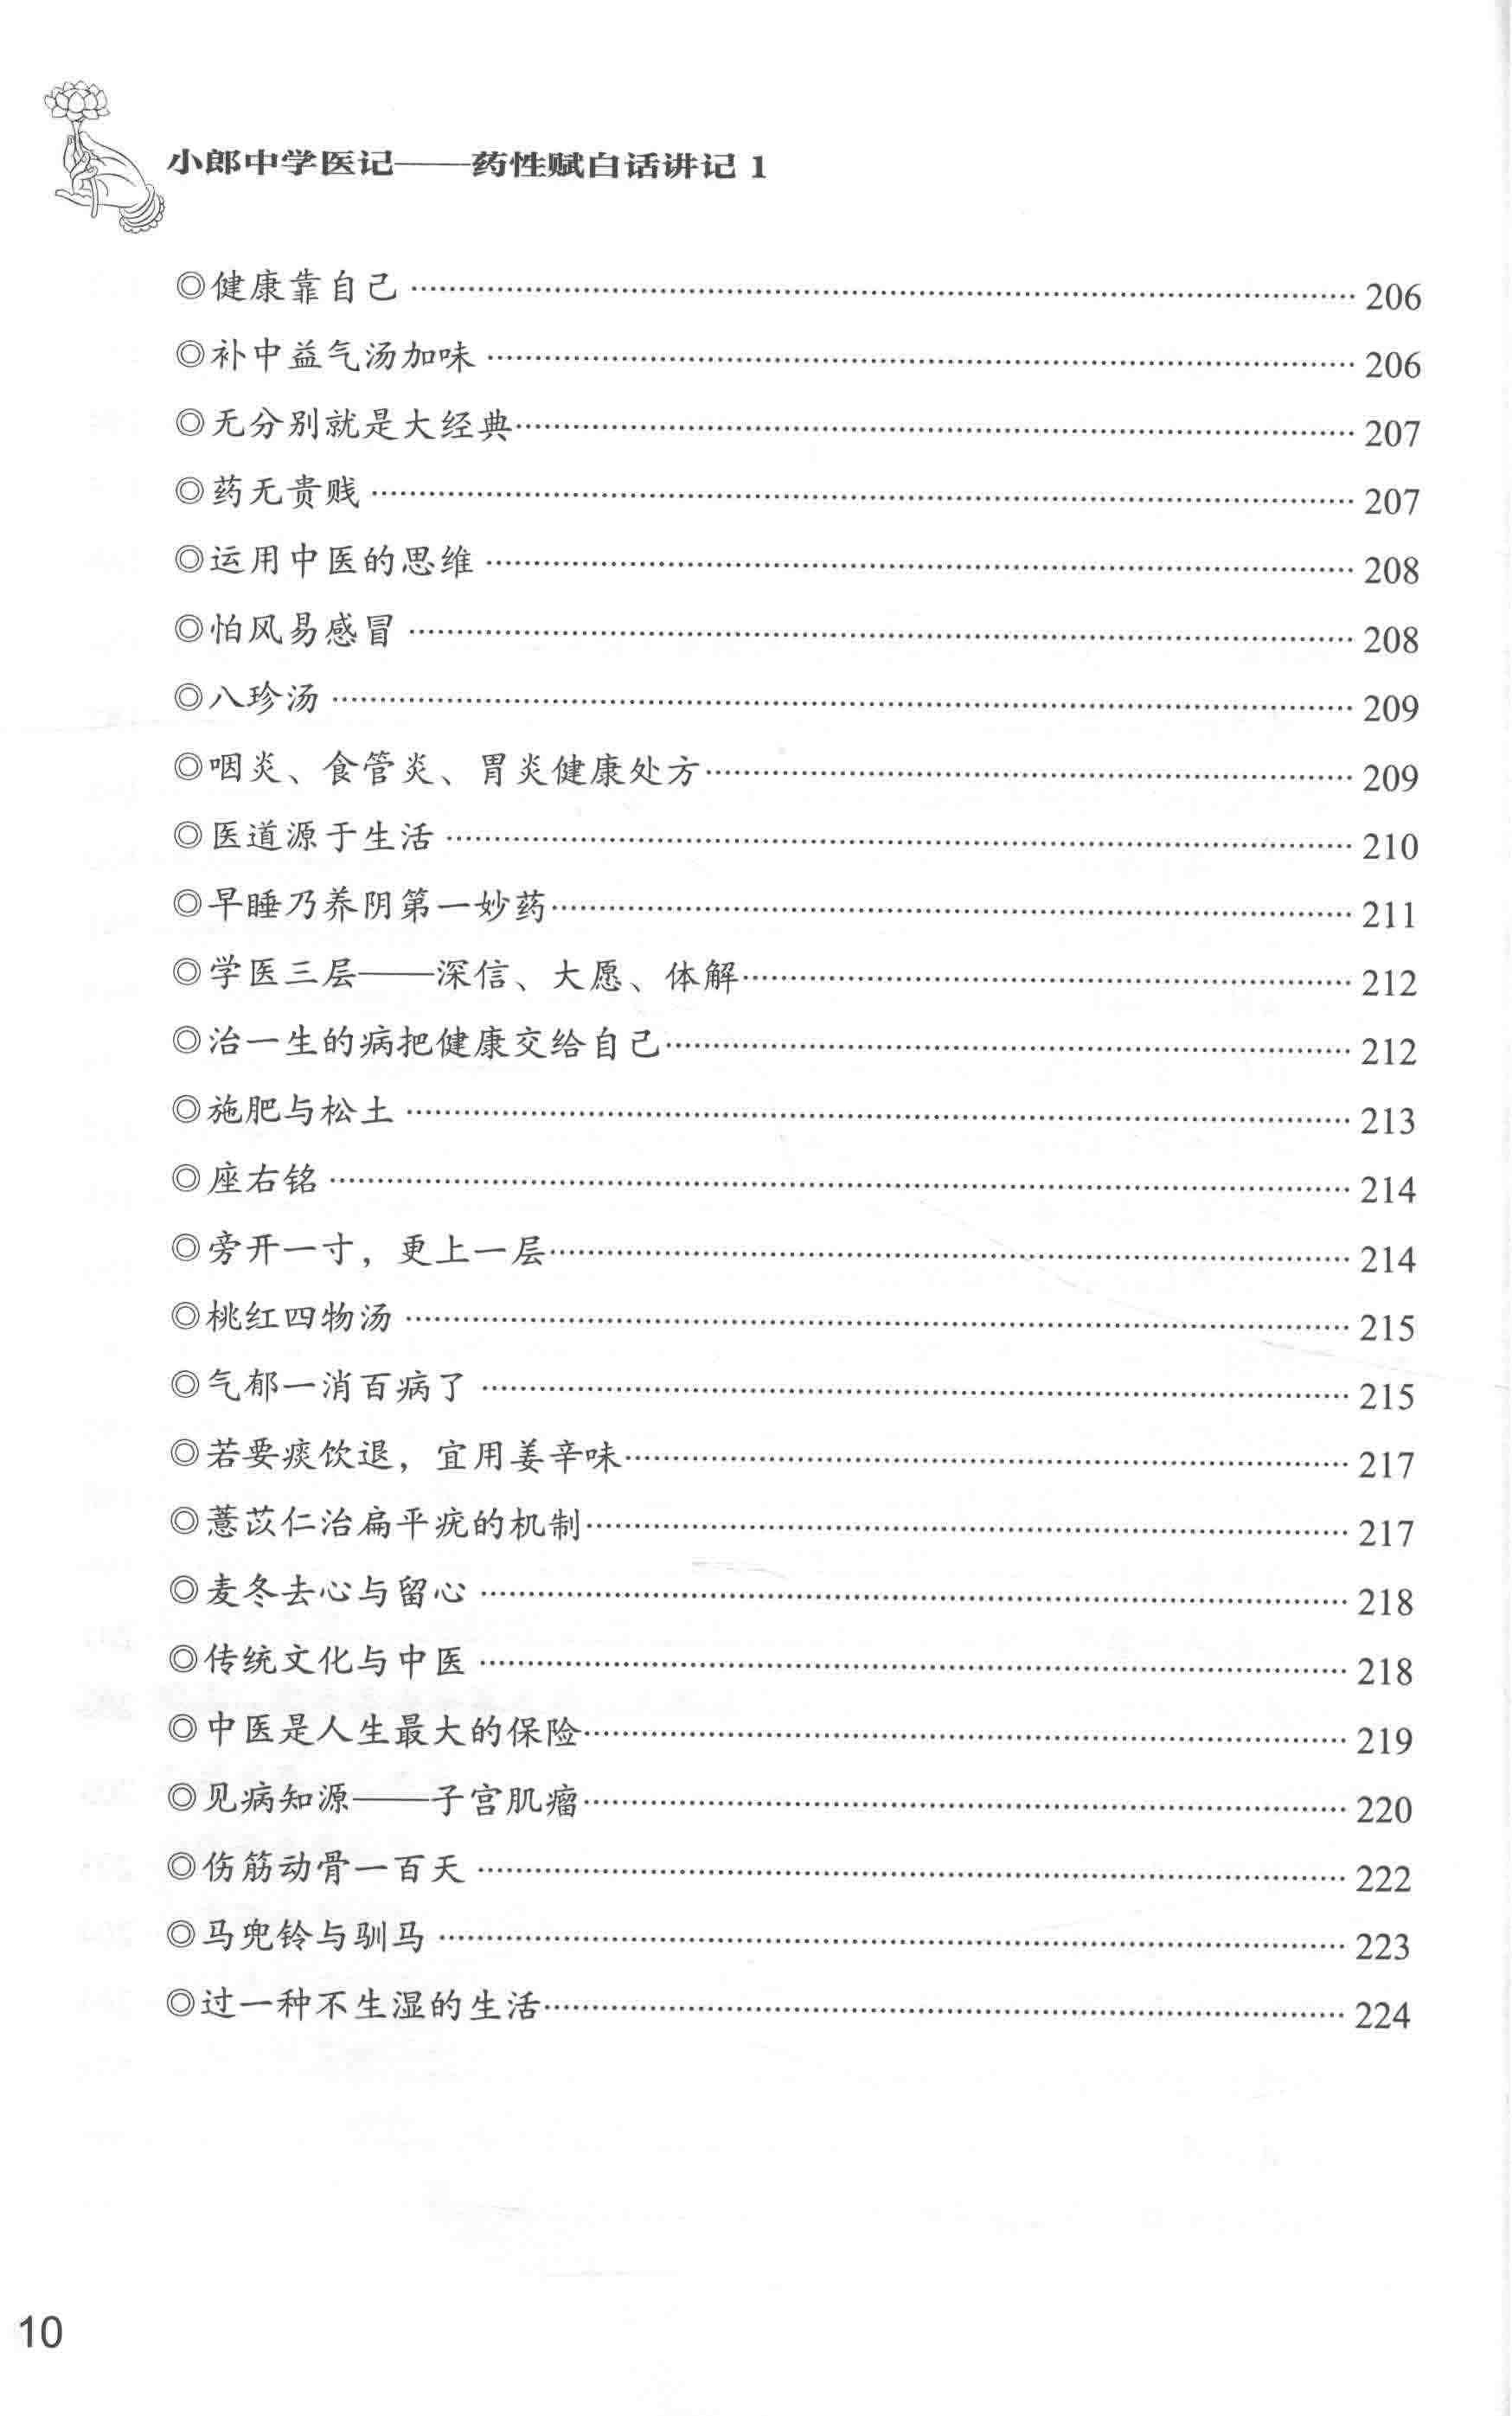 小郎中学医记——药性赋白话讲记 1
◎健康靠自己 206
◎补中益气汤加味 206
◎无分别就是大经典 207
◎药无贵贱 207
◎运用中医的思维 208
◎怕风易感冒 208
◎八珍汤 209
◎咽炎、食管炎、胃炎健康处方 209
◎医道源于生活 210
◎早睡乃养阴第一妙药 211
◎学医三层——深信、大愿、体解 212
◎治一生的病把健康交给自己 212
◎施肥与松土 213
◎座右铭 214
◎旁开一寸，更上一层 214
◎桃红四物汤 215
◎气郁一消百病了 215
◎若要痰饮退，宜用姜辛味 217
◎薏苡仁治扁平疣的机制 217
◎麦冬去心与留心 218
◎传统文化与中医 218
◎中医是人生最大的保险 219
◎见病知源——子宫肌瘤 220
◎伤筋动骨一百天 222
◎马兜铃与驯马 223
◎过一种不生湿的生活 224
10